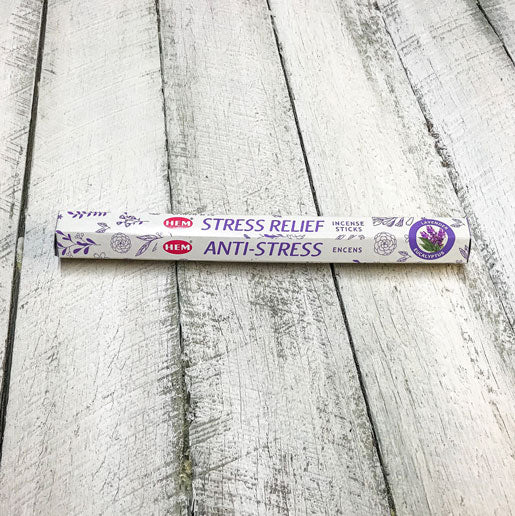 HEM STRESS RELIEF INCENSE STICKS
HEM ANTI-STRESS ENCENS
LAVENDER
EUCALYPTUS